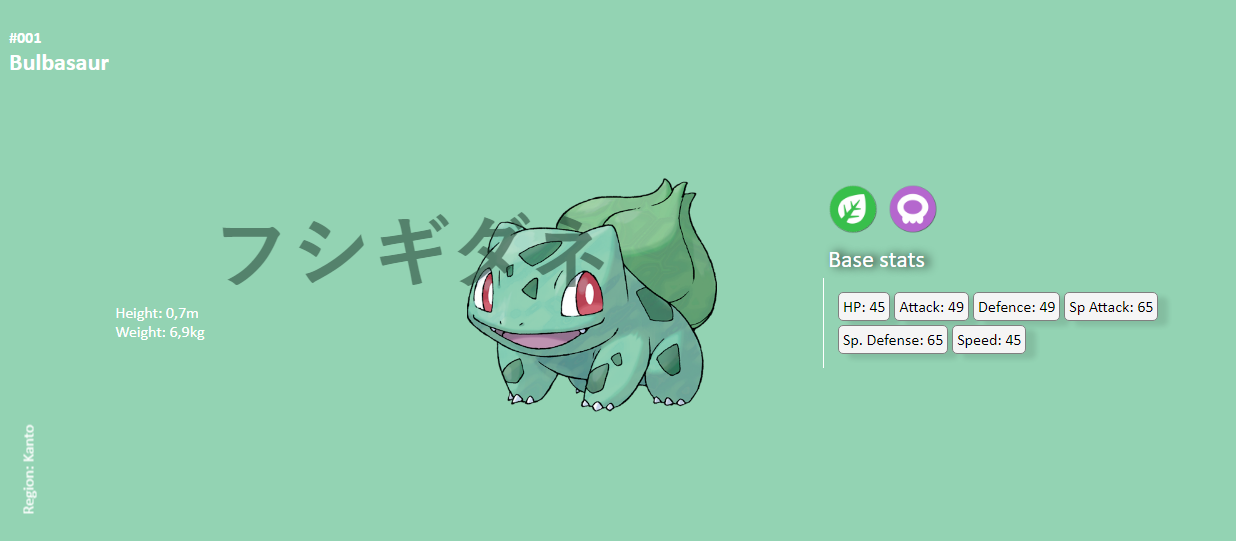 #001
Bulbasaur
フシギダネ
Height: 0,7m
Weight: 6,9kg
Base stats
HP: 45 Attack: 49 Defence: 49 Sp Attack: 65
Sp. Defense: 65 Speed: 45
Region: Kanto